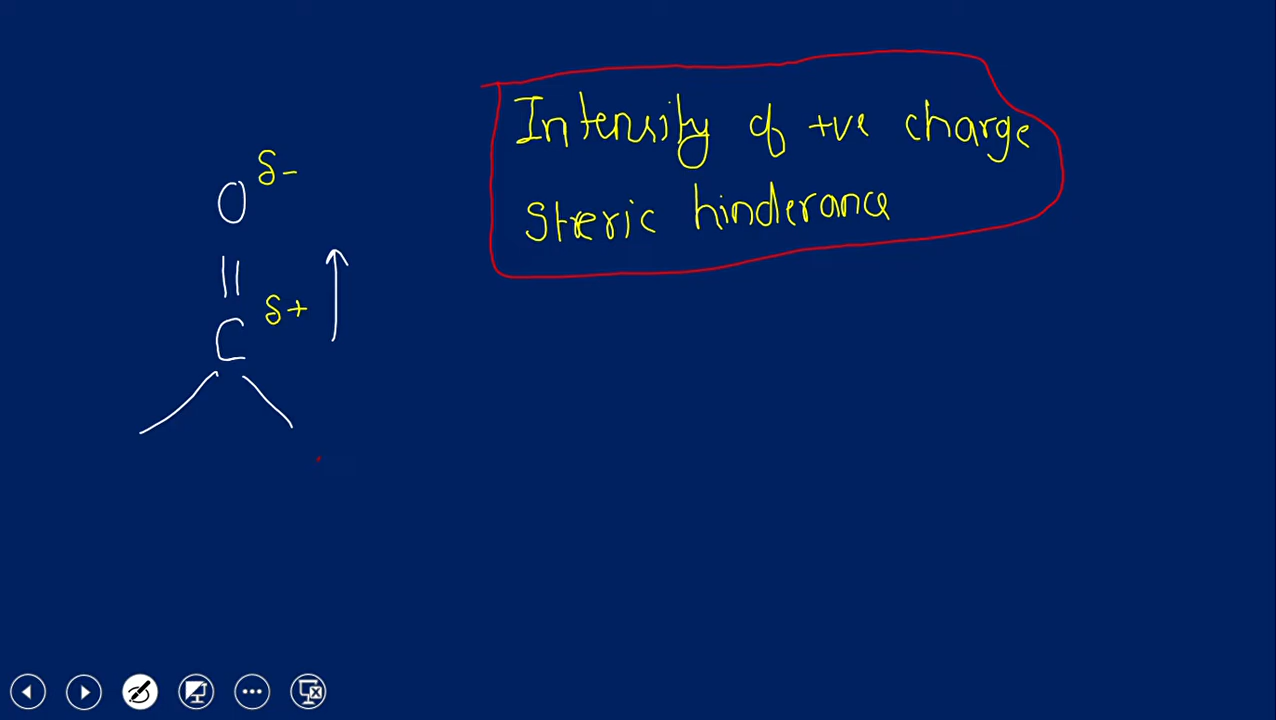 Intensity of +ve charge
Steric hinderance
O δ-
||
C δ+